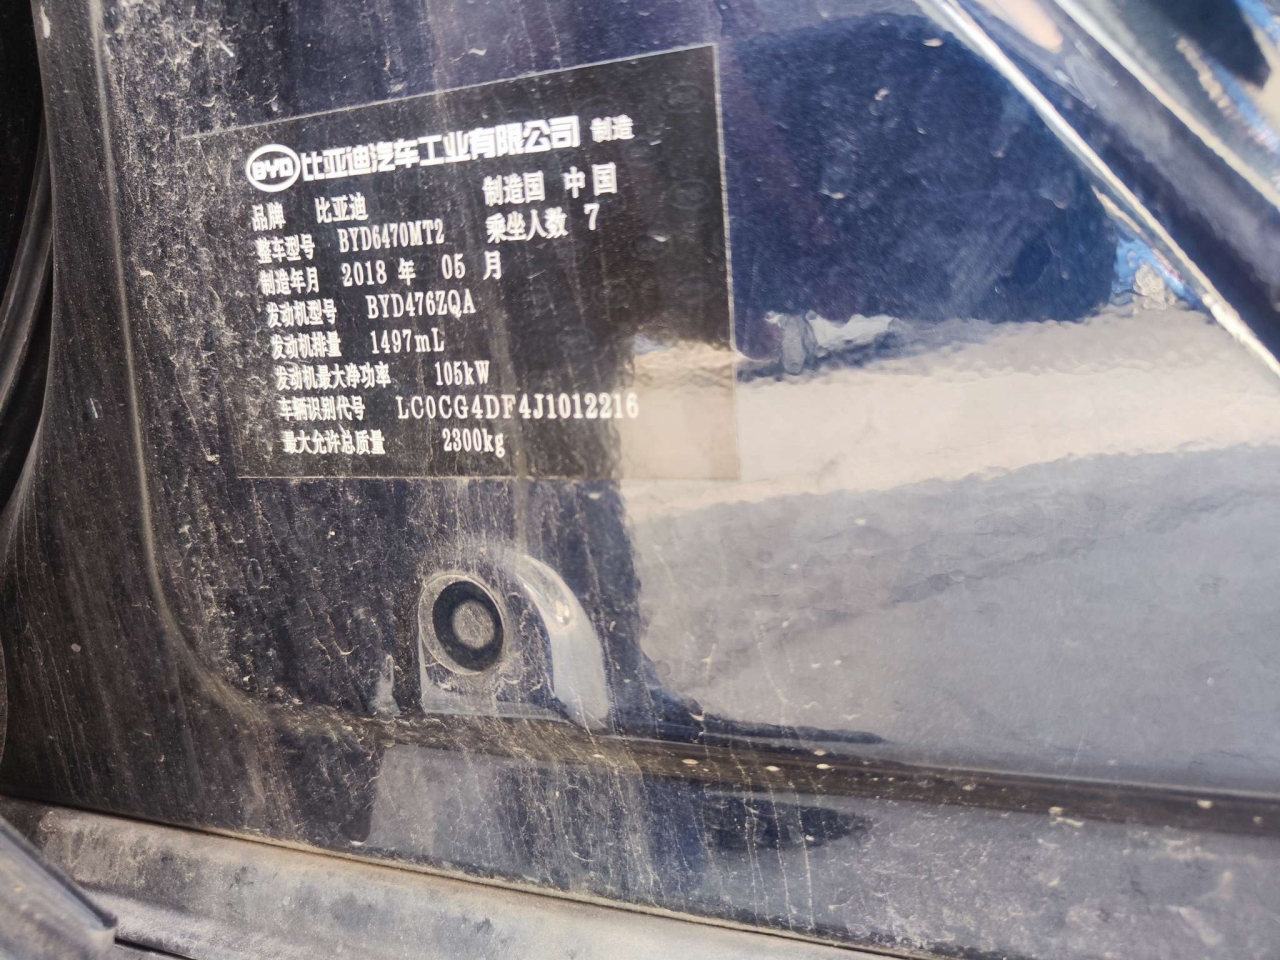 BYD 比亚迪汽车工业有限公司 制造
品牌 比亚迪 制造国 中国
整车型号 BYD6470MT2 乘坐人数 7
制造年月 2018 年 05 月
发动机型号 BYD476ZQA
发动机排量 1497mL
发动机最大净功率 105kW
车辆识别代号 LC0CG4DF4J1012216
最大允许总质量 2300kg